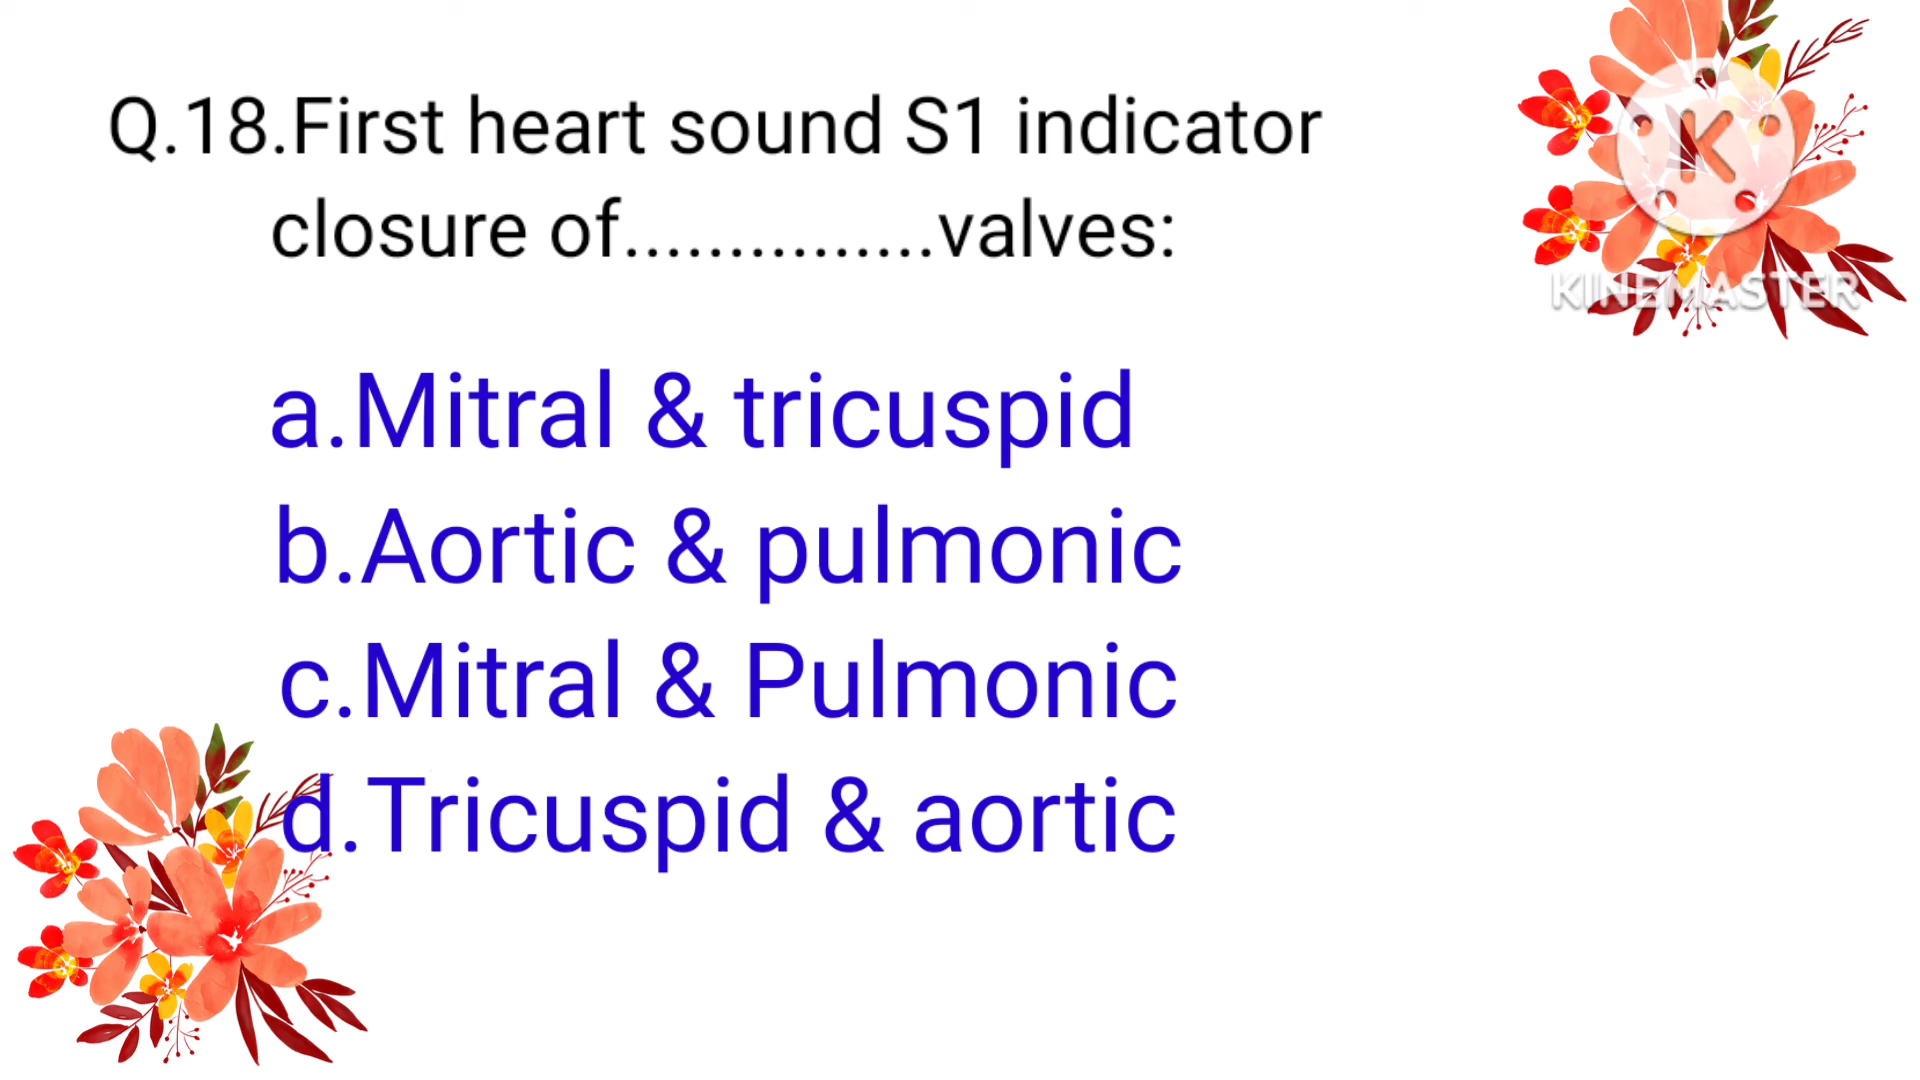 Q.18.First heart sound S1 indicator
closure of...............valves:
a.Mitral & tricuspid
b.Aortic & pulmonic
c.Mitral & Pulmonic
d.Tricuspid & aortic
K
KINEMASTER